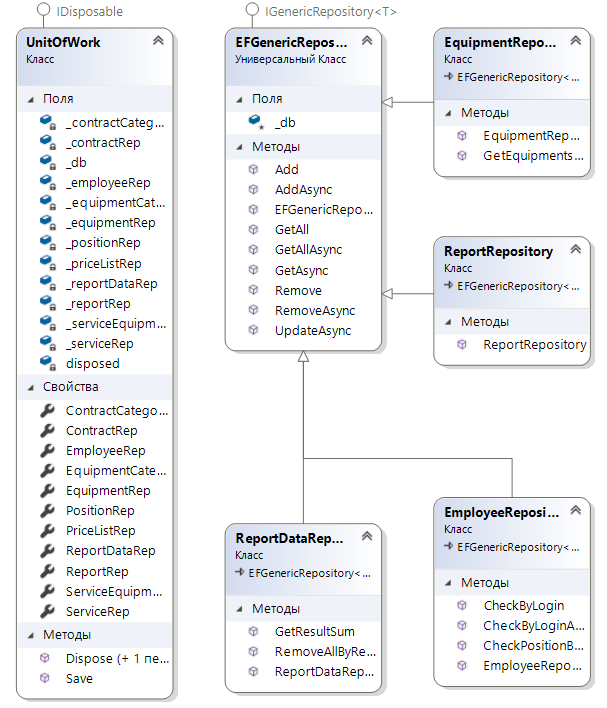 IDisposable
UnitOfWork
Класс
Поля
_contractCateg...
_contractRep
_db
_employeeRep
_equipmentCat...
_equipmentRep
_positionRep
_priceListRep
_reportDataRep
_reportRep
_serviceEquipm...
_serviceRep
disposed
Свойства
ContractCatego...
ContractRep
EmployeeRep
EquipmentCate...
EquipmentRep
PositionRep
PriceListRep
ReportDataRep
ReportRep
ServiceEquipm...
ServiceRep
Методы
Dispose (+ 1 пе...
Save
IGenericRepository<T>
EFGenericRepos...
Универсальный Класс
Поля
_db
Методы
Add
AddAsync
EFGenericRepo...
GetAll
GetAllAsync
GetAsync
Remove
RemoveAsync
UpdateAsync
EquipmentRepo...
Класс
EFGenericRepository<...
Методы
EquipmentRep...
GetEquipments...
ReportRepository
Класс
EFGenericRepository<...
Методы
ReportRepository
ReportDataRep...
Класс
EFGenericRepository<...
Методы
GetResultSum
RemoveAllByRe...
ReportDataRep...
EmployeeReposi...
Класс
EFGenericRepository<...
Методы
CheckByLogin
CheckByLoginA...
CheckPositionB...
EmployeeRepo...